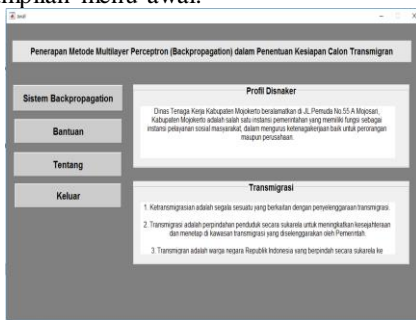 mpilan menu awal.
awal
Penerapan Metode Multilayer Perceptron (Backpropagation) dalam Penentuan Kesiapan Calon Transmigran
Sistem Backpropagation
Bantuan
Tentang
Keluar
Profil Disnaker
Dinas Tenaga Kerja Kabupaten Mojokerto beralamatkan di JL.Pemuda No.55 A Mojosari,
Kabupaten Mojokerto adalah salah satu instansi pemerintahan yang memiliki fungsi sebagai
instansi pelayanan sosial masyarakat, dalam mengurus ketenagakerjaan baik untuk perorangan
maupun perusahaan.
Transmigrasi
1. Ketransmigrasian adalah segala sesuatu yang berkaitan dengan penyelenggaraan transmigrasi.
2. Transmigrasi adalah perpindahan penduduk secara sukarela untuk meningkatkan kesejahteraan
dan menetap di kawasan transmigrasi yang diselenggarakan oleh Pemerintah.
3. Transmigran adalah warga negara Republik Indonesia yang berpindah secara sukarela ke